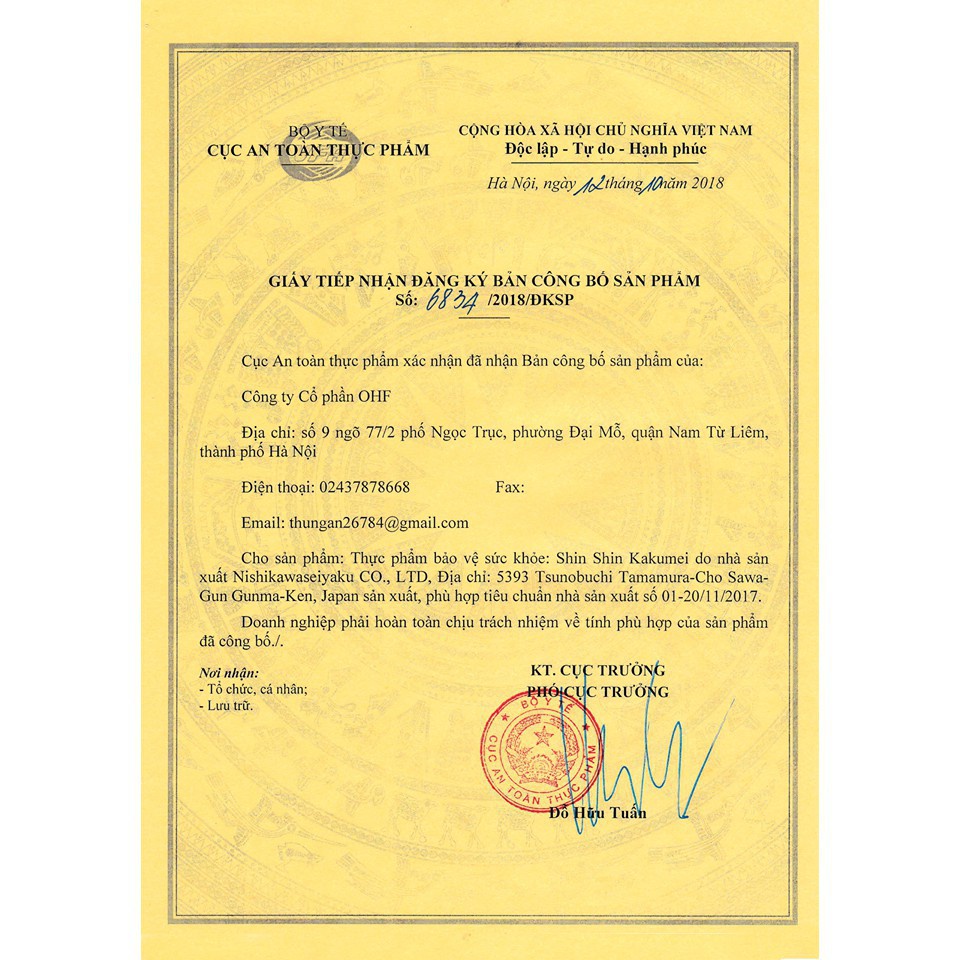 BỘ Y TẾ
CỤC AN TOÀN THỰC PHẨM
CỘNG HÒA XÃ HỘI CHỦ NGHĨA VIỆT NAM
Độc lập - Tự do - Hạnh phúc
Hà Nội, ngày 12 tháng 10 năm 2018
GIẤY TIẾP NHẬN ĐĂNG KÝ BẢN CÔNG BỐ SẢN PHẨM
Số: 6834 /2018/ĐKSP
Cục An toàn thực phẩm xác nhận đã nhận Bản công bố sản phẩm của:
Công ty Cổ phần OHF
Địa chỉ: số 9 ngõ 77/2 phố Ngọc Trục, phường Đại Mỗ, quận Nam Từ Liêm,
thành phố Hà Nội
Điện thoại: 02437878668 Fax:
Email: thungan26784@gmail.com
Cho sản phẩm: Thực phẩm bảo vệ sức khỏe: Shin Shin Kakumei do nhà sản
xuất Nishikawaseiyaku CO., LTD, Địa chỉ: 5393 Tsunobuchi Tamamura-Cho Sawa-
Gun Gunma-Ken, Japan sản xuất, phù hợp tiêu chuẩn nhà sản xuất số 01-20/11/2017.
Doanh nghiệp phải hoàn toàn chịu trách nhiệm về tính phù hợp của sản phẩm
đã công bố./.
Nơi nhận:
- Tổ chức, cá nhân;
- Lưu trữ.
KT. CỤC TRƯỞNG
PHÓ CỤC TRƯỞNG
BỘ Y TẾ
CỤC AN TOÀN THỰC PHẨM
Đỗ Hữu Tuấn